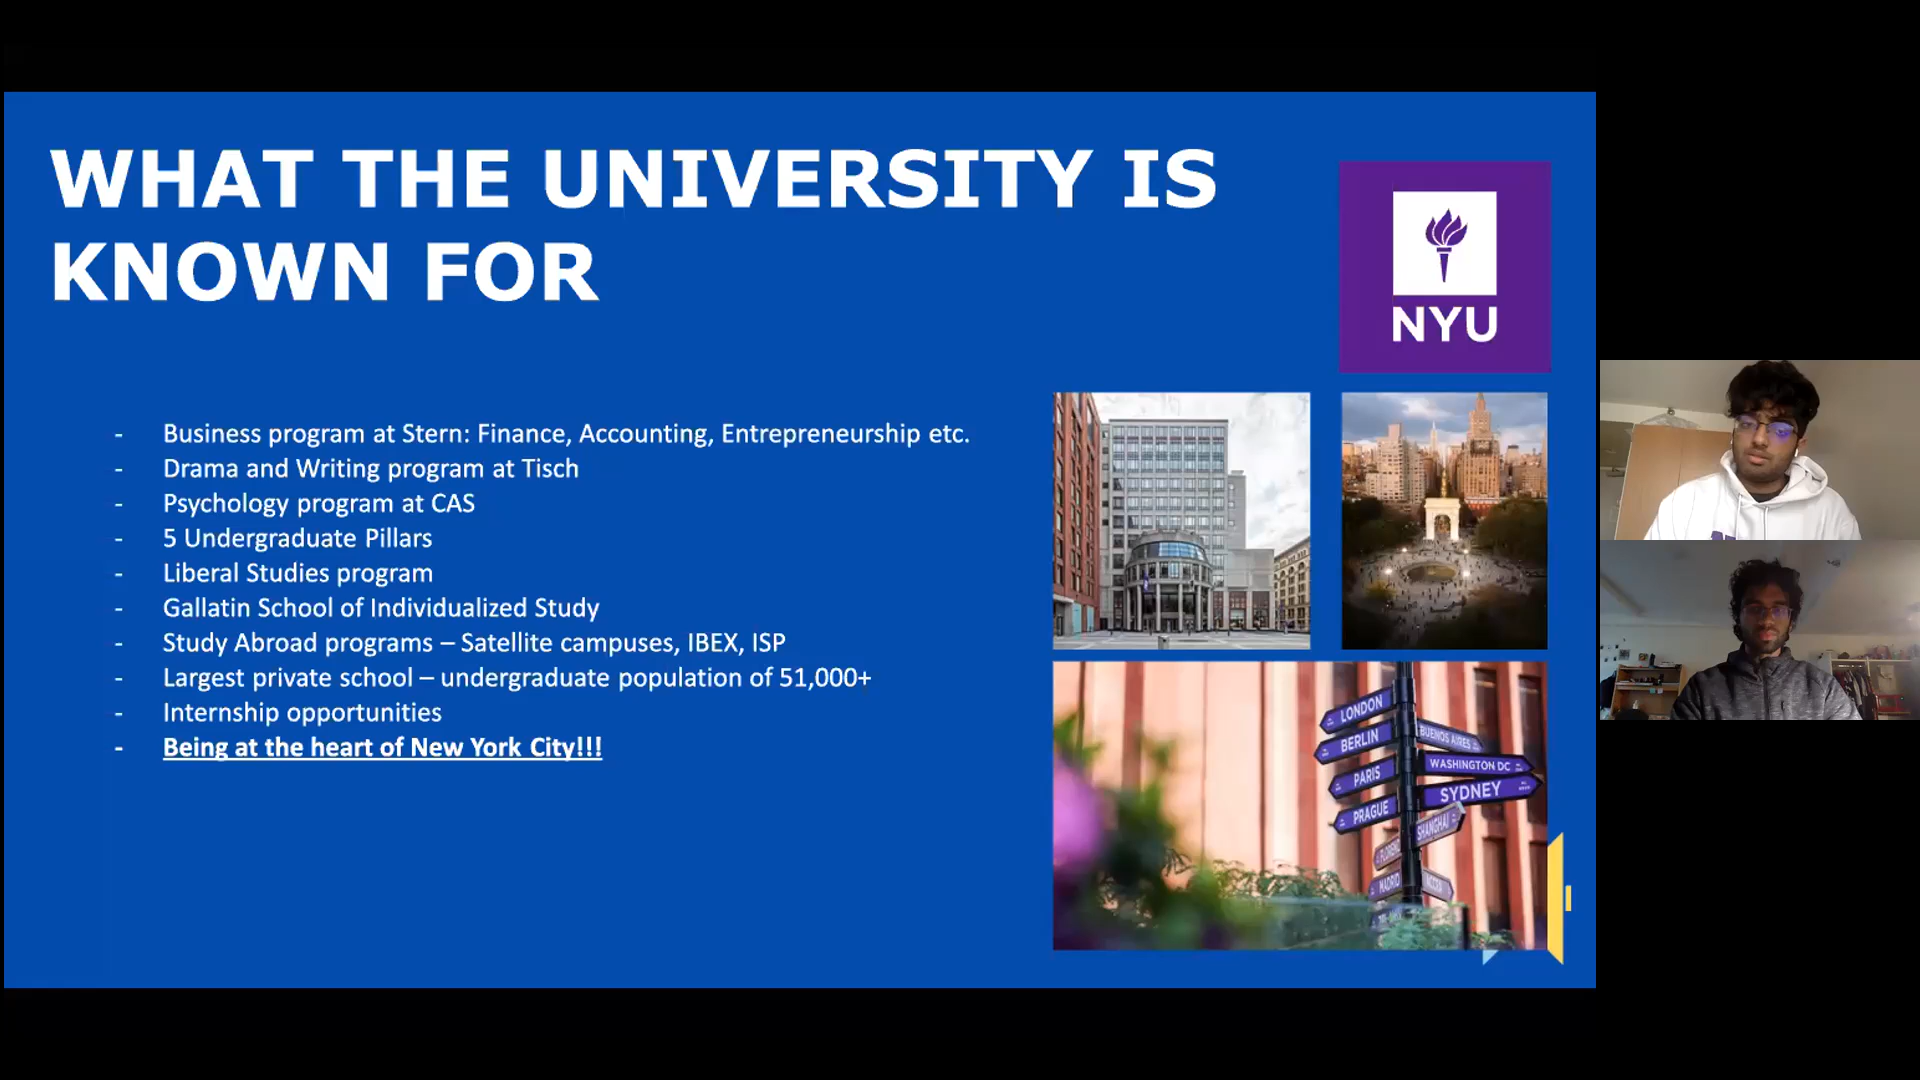 WHAT THE UNIVERSITY IS
KNOWN FOR
NYU
- Business program at Stern: Finance, Accounting, Entrepreneurship etc.
- Drama and Writing program at Tisch
- Psychology program at CAS
- 5 Undergraduate Pillars
- Liberal Studies program
- Gallatin School of Individualized Study
- Study Abroad programs – Satellite campuses, IBEX, ISP
- Largest private school – undergraduate population of 51,000+
- Internship opportunities
- Being at the heart of New York City!!!
LONDON
BUENOS AIRES
BERLIN
WASHINGTON DC
PARIS
SYDNEY
PRAGUE
SHANGHAI
MADRID
ACCRA